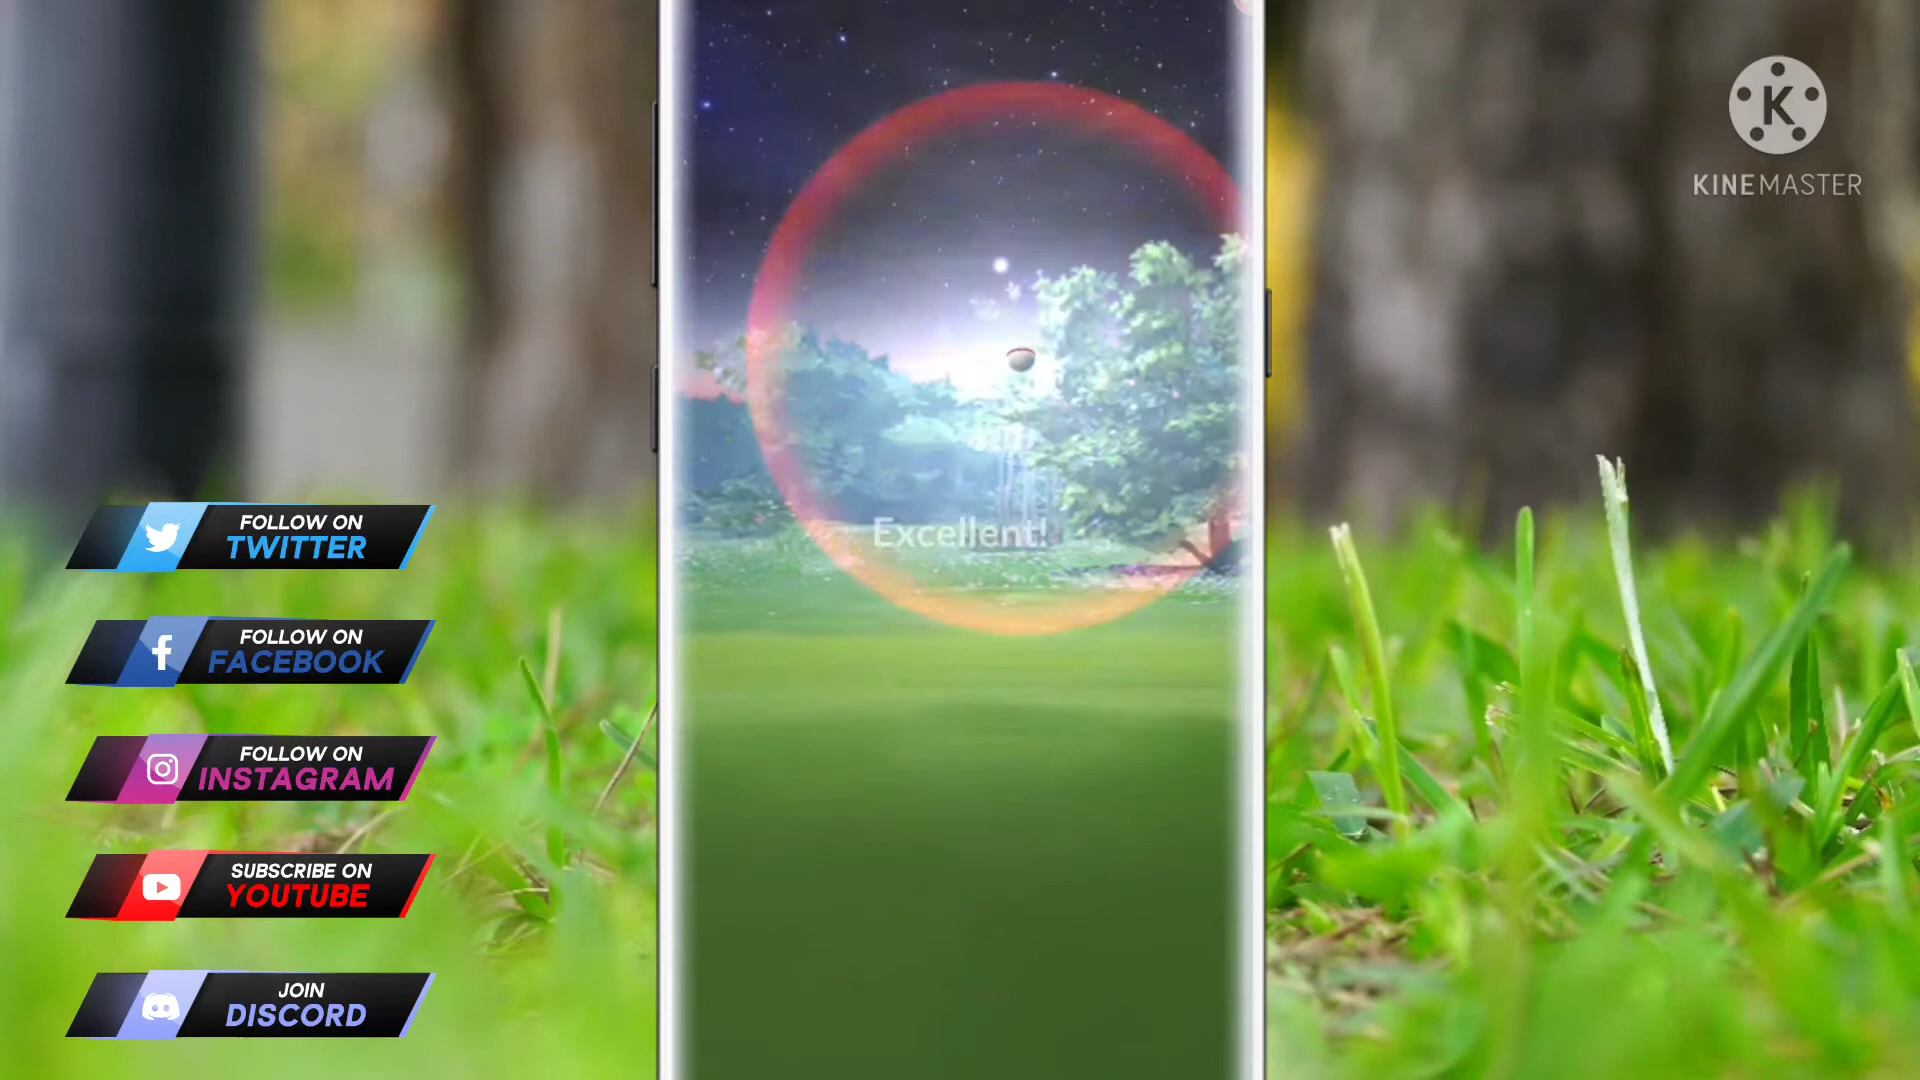 K
KINEMASTER
Excellent!
FOLLOW ON
TWITTER
FOLLOW ON
FACEBOOK
FOLLOW ON
INSTAGRAM
SUBSCRIBE ON
YOUTUBE
JOIN
DISCORD